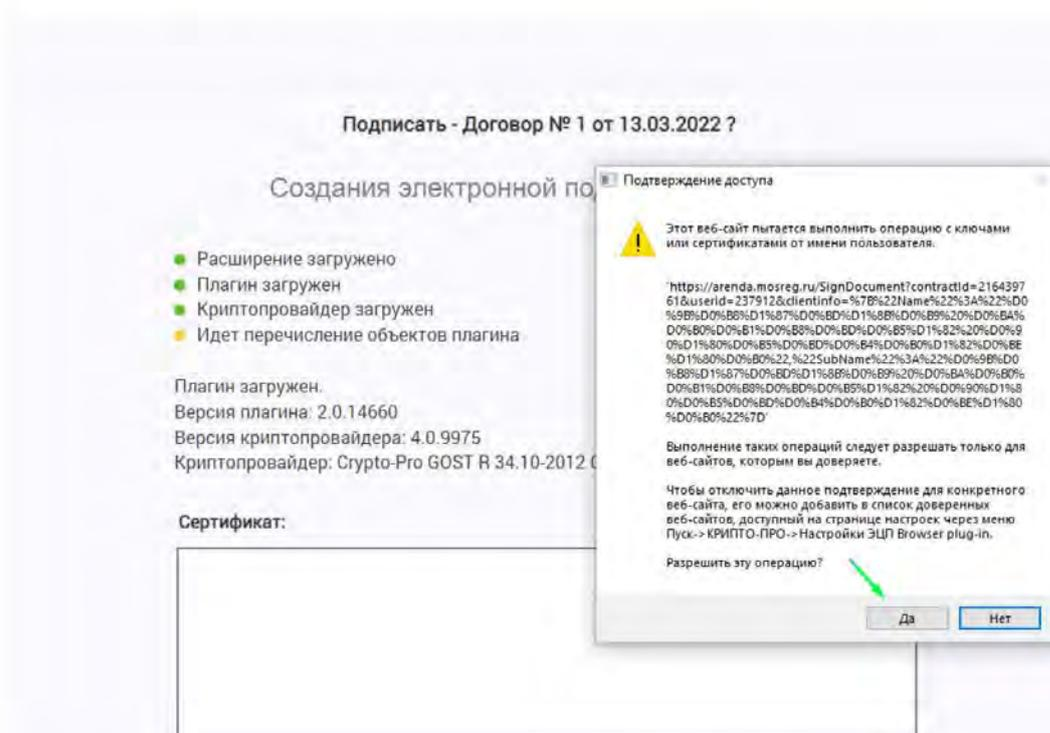 Подписать - Договор № 1 от 13.03.2022 ?
Создания электронной
Расширение загружено
Плагин загружен
Криптопровайдер загружен
Идет перечисление объектов плагина
Плагин загружен.
Версия плагина: 2.0.14660
Версия криптопровайдера: 4.0.9975
Криптопровайдер: Crypto-Pro GOST R 34.10-2012
Сертификат:
Подтверждение доступа
Этот веб-сайт пытается выполнить операцию с ключами
или сертификатами от имени пользователя.
'https://arenda.mosreg.ru/SignDocument?contractId=2164397
61&userid=237912&clientinfo=%7B%22Name%22%3A%22%D0
%9B%D0%B8%D1%87%D0%BD%D1%8B%D0%B9%20%D0%BA%
D0%B0%D0%B1%D0%B8%D0%BD%D0%B5%D1%82%20%D0%9
0%D1%80%D0%B5%D0%BD%D0%B4%D0%B0%D1%82%D0%BE
%D1%80%D0%B0%22,%22SubName%22%3A%22%D0%9B%D0
%B8%D1%87%D0%BD%D1%8B%D0%B9%20%D0%BA%D0%B0%
D0%B1%D0%B8%D0%BD%D0%B5%D1%82%20%D0%90%D1%8
0%D0%B5%D0%BD%D0%B4%D0%B0%D1%82%D0%BE%D1%80
%D0%B0%22%7D'
Выполнение таких операций следует разрешать только для
веб-сайтов, которым вы доверяете.
Чтобы отключить данное подтверждение для конкретного
веб-сайта, его можно добавить в список доверенных
веб-сайтов, доступный на странице настроек через меню
Пуск->КРИПТО-ПРО->Настройки ЭЦП Browser plug-in.
Разрешить эту операцию?
Да
Нет